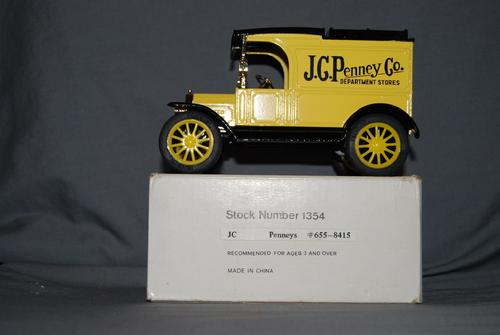 J.C.Penney Co.
DEPARTMENT STORES
Stock Number 1354
JC Penneys #655-8415
RECOMMENDED FOR AGES 3 AND OVER
MADE IN CHINA